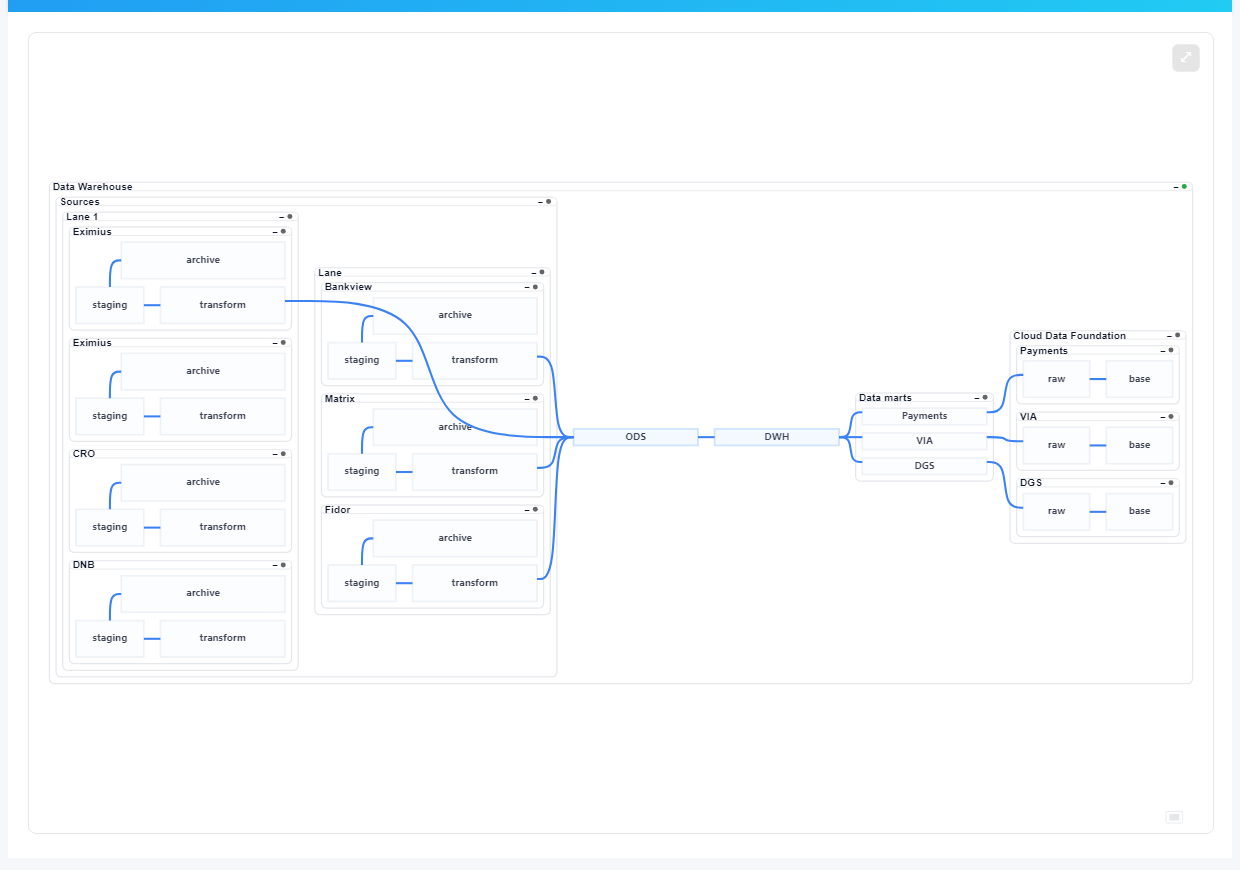 Data Warehouse
Sources
Lane 1
Eximius
archive
staging
transform
Eximius
archive
staging
transform
CRO
archive
staging
transform
DNB
archive
staging
transform
Lane
Bankview
archive
staging
transform
Matrix
archive
staging
transform
Fidor
archive
staging
transform
ODS
DWH
Data marts
Payments
VIA
DGS
Cloud Data Foundation
Payments
raw
base
VIA
raw
base
DGS
raw
base